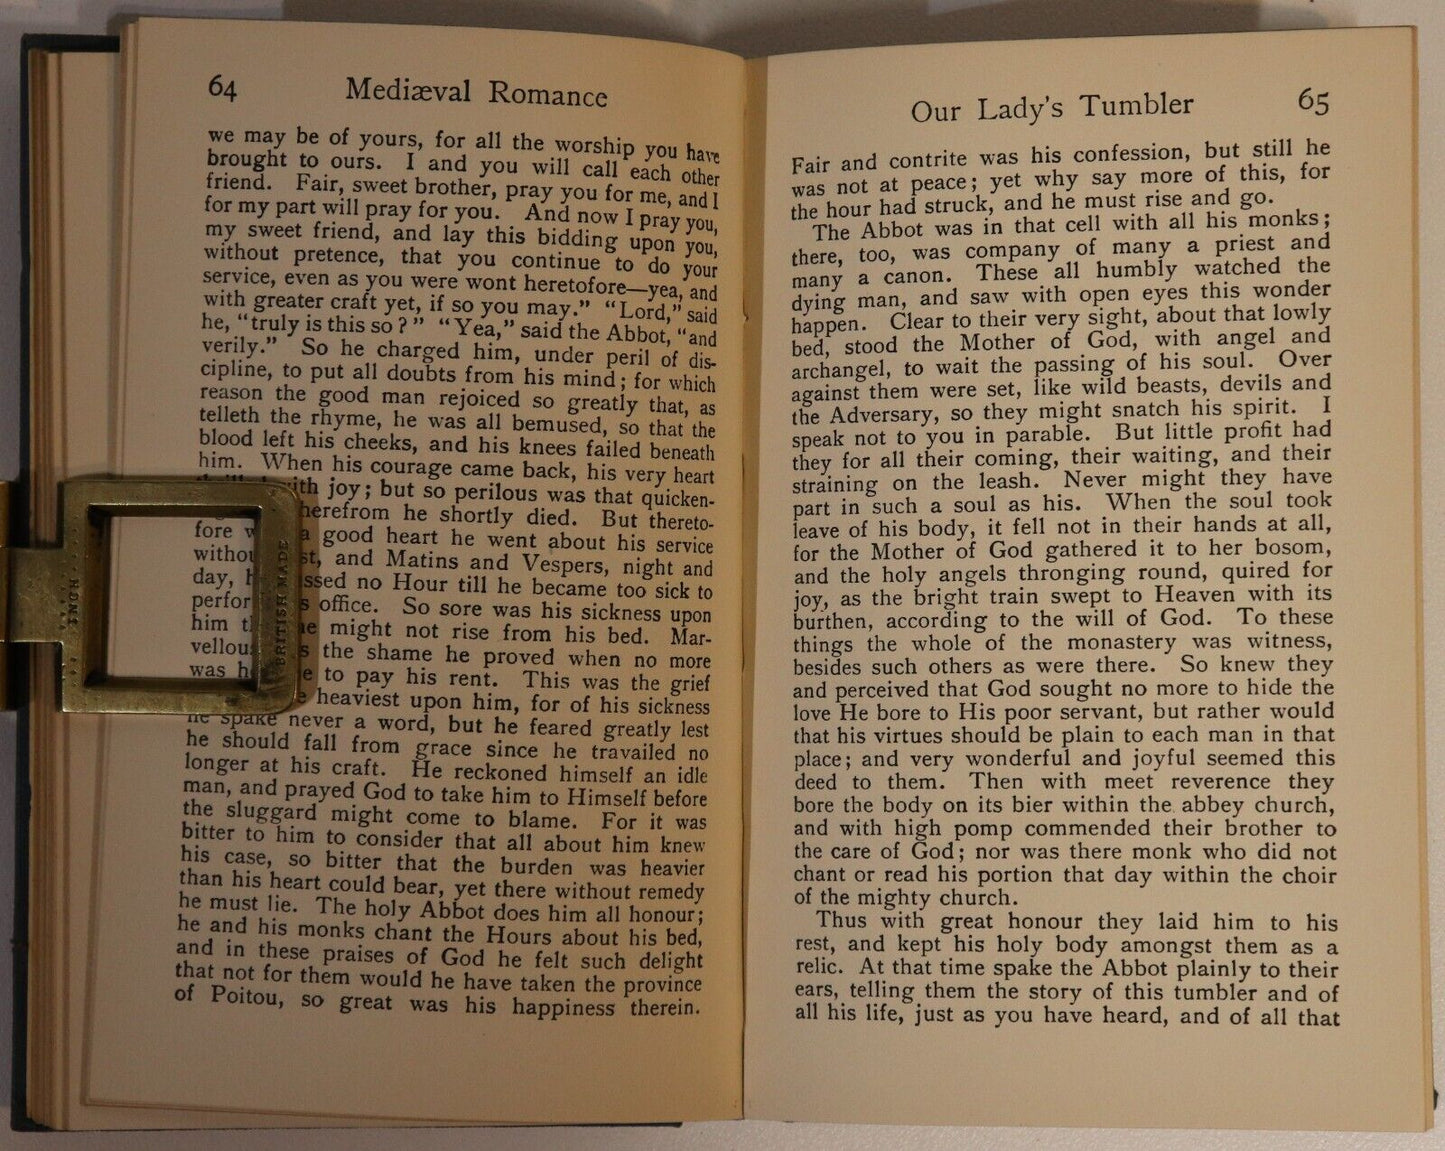 64 Mediæval Romance
we may be of yours, for all the worship you have
brought to ours. I and you will call each other
friend. Fair, sweet brother, pray you for me, and I
for my part will pray for you. And now I pray you,
my sweet friend, and lay this bidding upon you,
without pretence, that you continue to do your
service, even as you were wont heretofore—yea, and
with greater craft yet, if so you may." "Lord," said
he, "truly is this so?" "Yea," said the Abbot, "and
verily." So he charged him, under peril of dis-
cipline, to put all doubts from his mind; for which
reason the good man rejoiced so greatly that, as
telleth the rhyme, he was all bemused, so that the
blood left his cheeks, and his knees failed beneath
him. When his courage came back, his very heart
joy; but so perilous was that quicken-
herefrom he shortly died. But thereto-
fore a good heart he went about his service
and Matins and Vespers, night and
day, no Hour till he became too sick to
office. So sore was his sickness upon
him might not rise from his bed. Mar-
the shame he proved when no more
was to pay his rent. This was the grief
heaviest upon him, for of his sickness
he spake never a word, but he feared greatly lest
he should fall from grace since he travailed no
longer at his craft. He reckoned himself an idle
man, and prayed God to take him to Himself before
the sluggard might come to blame. For it was
bitter to him to consider that all about him knew
his case, so bitter that the burden was heavier
than his heart could bear, yet there without remedy
he must lie. The holy Abbot does him all honour;
he and his monks chant the Hours about his bed,
and in these praises of God he felt such delight
that not for them would he have taken the province
of Poitou, so great was his happiness therein.
HDNE
BRITISH MADE
Our Lady's Tumbler 65
Fair and contrite was his confession, but still he
was not at peace; yet why say more of this, for
the hour had struck, and he must rise and go.
The Abbot was in that cell with all his monks;
there, too, was company of many a priest and
many a canon. These all humbly watched the
dying man, and saw with open eyes this wonder
happen. Clear to their very sight, about that lowly
bed, stood the Mother of God, with angel and
archangel, to wait the passing of his soul. Over
against them were set, like wild beasts, devils and
the Adversary, so they might snatch his spirit. I
speak not to you in parable. But little profit had
they for all their coming, their waiting, and their
straining on the leash. Never might they have
part in such a soul as his. When the soul took
leave of his body, it fell not in their hands at all,
for the Mother of God gathered it to her bosom,
and the holy angels thronging round, quired for
joy, as the bright train swept to Heaven with its
burthen, according to the will of God. To these
things the whole of the monastery was witness,
besides such others as were there. So knew they
and perceived that God sought no more to hide the
love He bore to His poor servant, but rather would
that his virtues should be plain to each man in that
place; and very wonderful and joyful seemed this
deed to them. Then with meet reverence they
bore the body on its bier within the abbey church,
and with high pomp commended their brother to
the care of God; nor was there monk who did not
chant or read his portion that day within the choir
of the mighty church.
Thus with great honour they laid him to his
rest, and kept his holy body amongst them as a
relic. At that time spake the Abbot plainly to their
ears, telling them the story of this tumbler and of
all his life, just as you have heard, and of all that